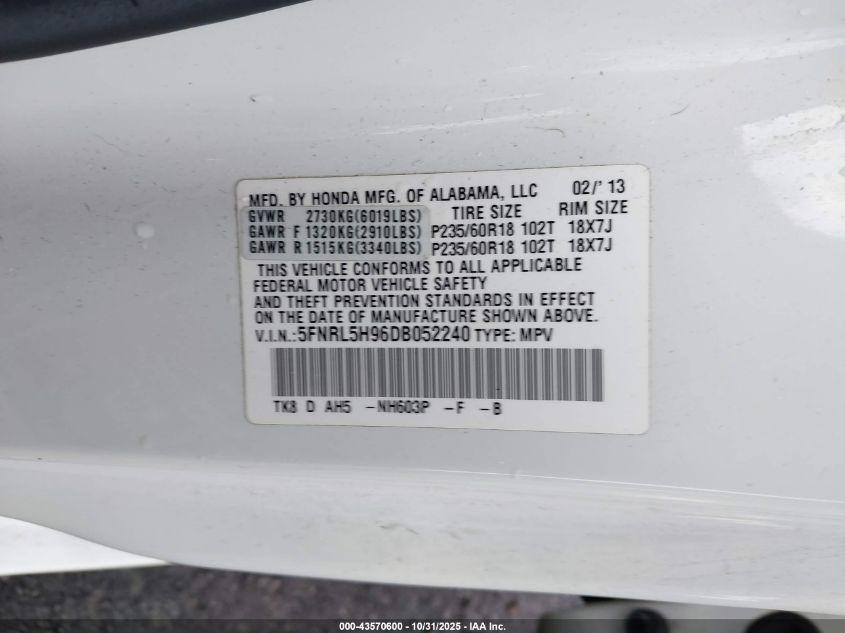 MFD. BY HONDA MFG. OF ALABAMA, LLC 02/'13
GVWR 2730KG(6019LBS) TIRE SIZE RIM SIZE
GAWR F 1320KG(2910LBS) P235/60R18 102T 18X7J
GAWR R 1515KG(3340LBS) P235/60R18 102T 18X7J
THIS VEHICLE CONFORMS TO ALL APPLICABLE
FEDERAL MOTOR VEHICLE SAFETY
AND THEFT PREVENTION STANDARDS IN EFFECT
ON THE DATE OF MANUFACTURE SHOWN ABOVE.
V.I.N.:5FNRL5H96DB052240 TYPE: MPV
TK8 D AH5 -NH603P -F -B
000-43570600 - 10/31/2025 - IAA Inc.